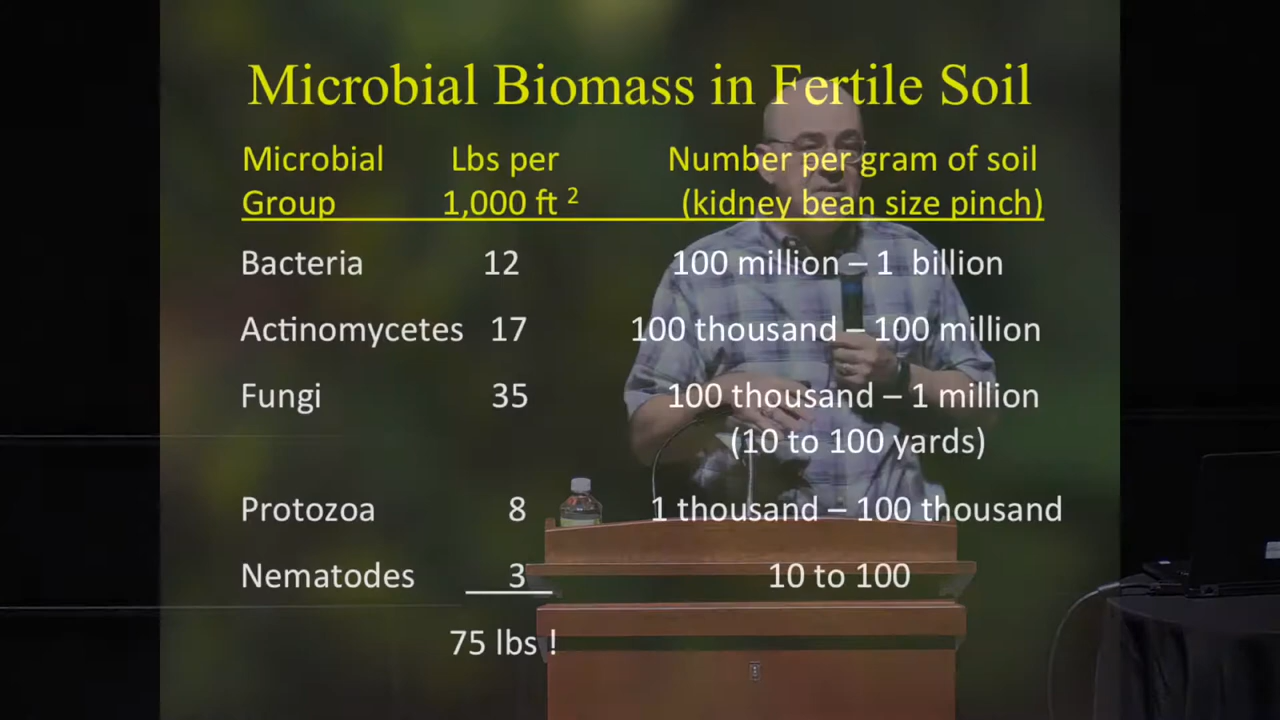 Microbial Biomass in Fertile Soil
Microbial Lbs per Number per gram of soil
Group 1,000 ft 2 (kidney bean size pinch)
Bacteria 12 100 million – 1 billion
Actinomycetes 17 100 thousand – 100 million
Fungi 35 100 thousand – 1 million
(10 to 100 yards)
Protozoa 8 1 thousand – 100 thousand
Nematodes 3 10 to 100
75 lbs !